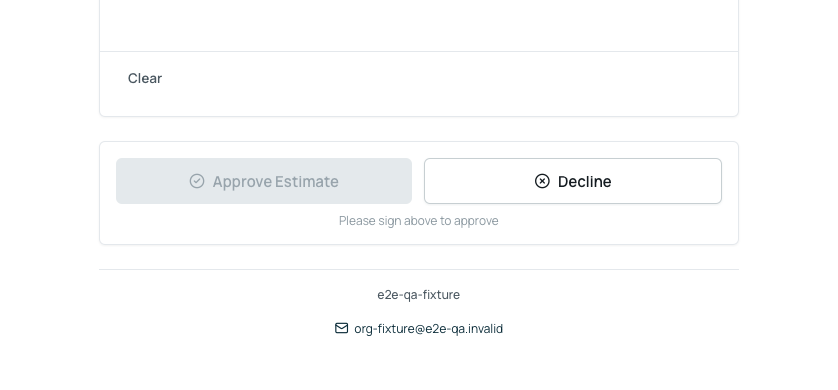 Clear
Approve Estimate
Decline
Please sign above to approve
e2e-qa-fixture
org-fixture@e2e-qa.invalid